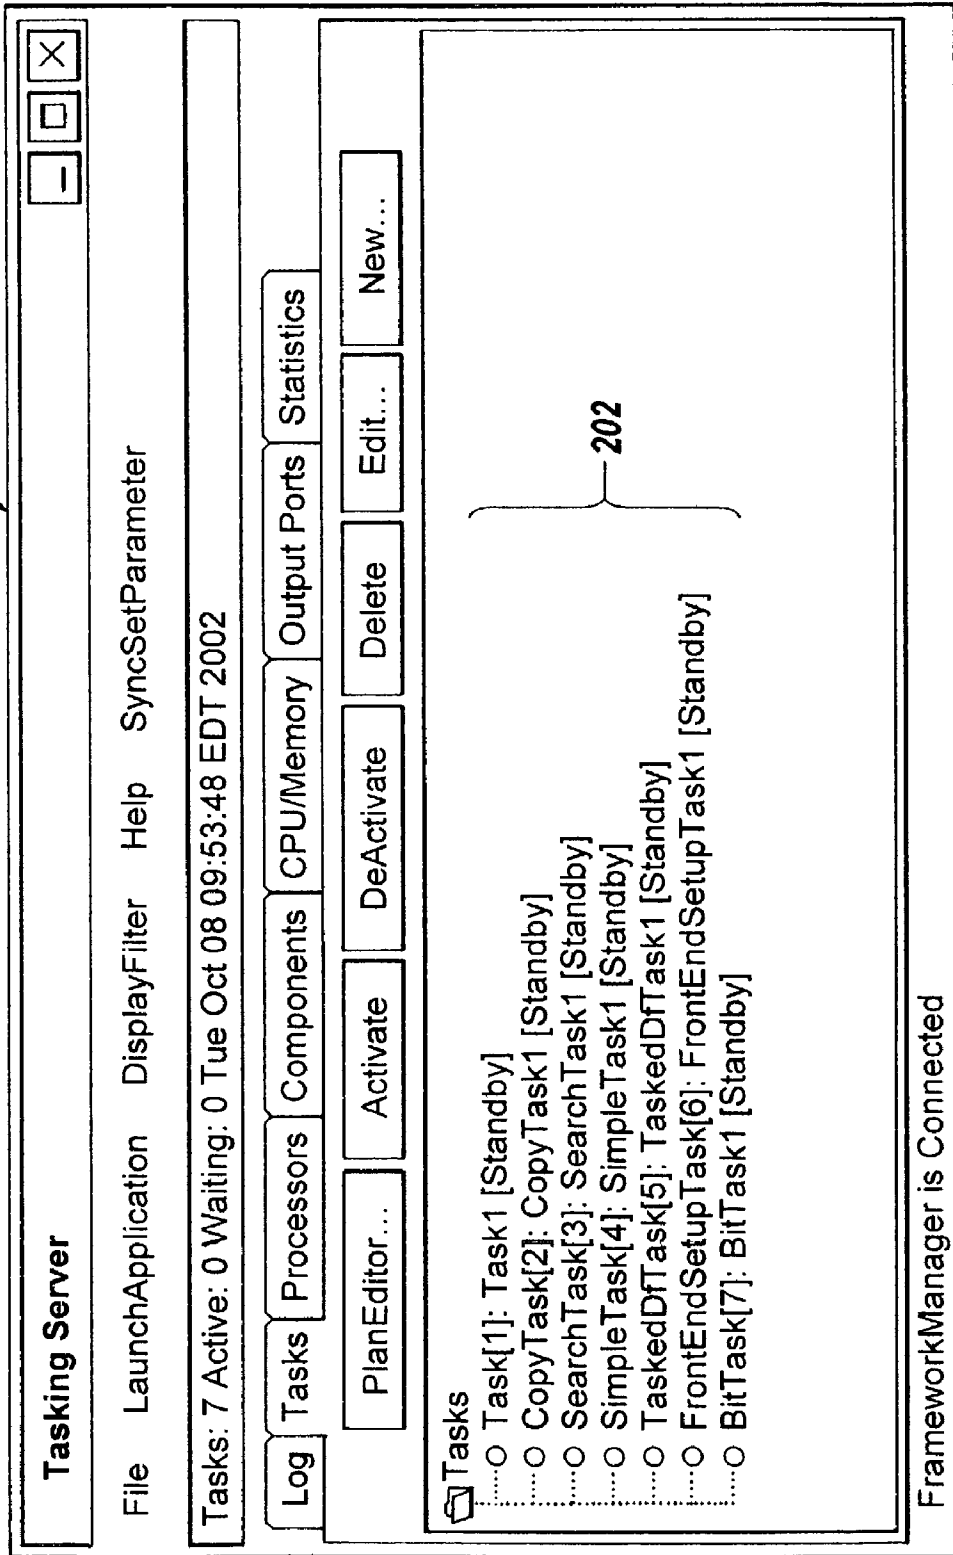 Tasking Server
File LaunchApplication DisplayFilter Help SyncSetParameter
Tasks: 7 Active: 0 Waiting: 0 Tue Oct 08 09:53:48 EDT 2002
Log Tasks Processors Components CPU/Memory Output Ports Statistics
PlanEditor... Activate DeActivate Delete Edit... New...
Tasks
Task[1]: Task1 [Standby]
CopyTask[2]: CopyTask1 [Standby]
SearchTask[3]: SearchTask1 [Standby]
SimpleTask[4]: SimpleTask1 [Standby]
TaskedDfTask[5]: TaskedDfTask1 [Standby]
FrontEndSetupTask[6]: FrontEndSetupTask1 [Standby]
BitTask[7]: BitTask1 [Standby]
202
FrameworkManager is Connected